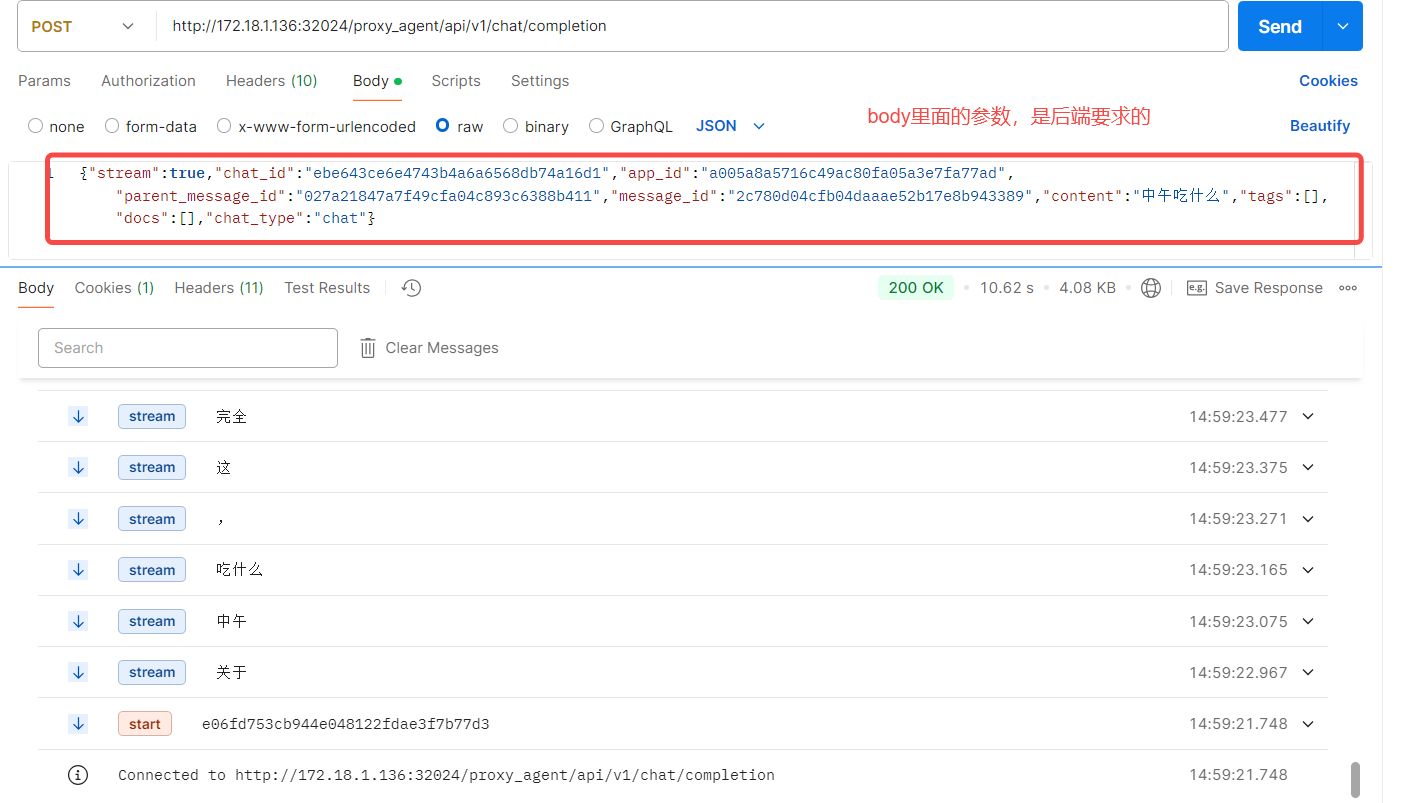 POST http://172.18.1.136:32024/proxy_agent/api/v1/chat/completion Send
Params Authorization Headers (10) Body Scripts Settings Cookies
none form-data x-www-form-urlencoded raw binary GraphQL JSON Beautify
body里面的参数，是后端要求的
1 {"stream":true,"chat_id":"ebe643ce6e4743b4a6a6568db74a16d1","app_id":"a005a8a5716c49ac80fa05a3e7fa77ad",
"parent_message_id":"027a21847a7f49cfa04c893c6388b411","message_id":"2c780d04cfb04daaae52b17e8b943389","content":"中午吃什么","tags":[],
"docs":[],"chat_type":"chat"}
Body Cookies (1) Headers (11) Test Results 200 OK 10.62 s 4.08 KB e.g. Save Response
Search Clear Messages
stream 完全 14:59:23.477
stream 这 14:59:23.375
stream ， 14:59:23.271
stream 吃什么 14:59:23.165
stream 中午 14:59:23.075
stream 关于 14:59:22.967
start e06fd753cb944e048122fdae3f7b77d3 14:59:21.748
Connected to http://172.18.1.136:32024/proxy_agent/api/v1/chat/completion 14:59:21.748